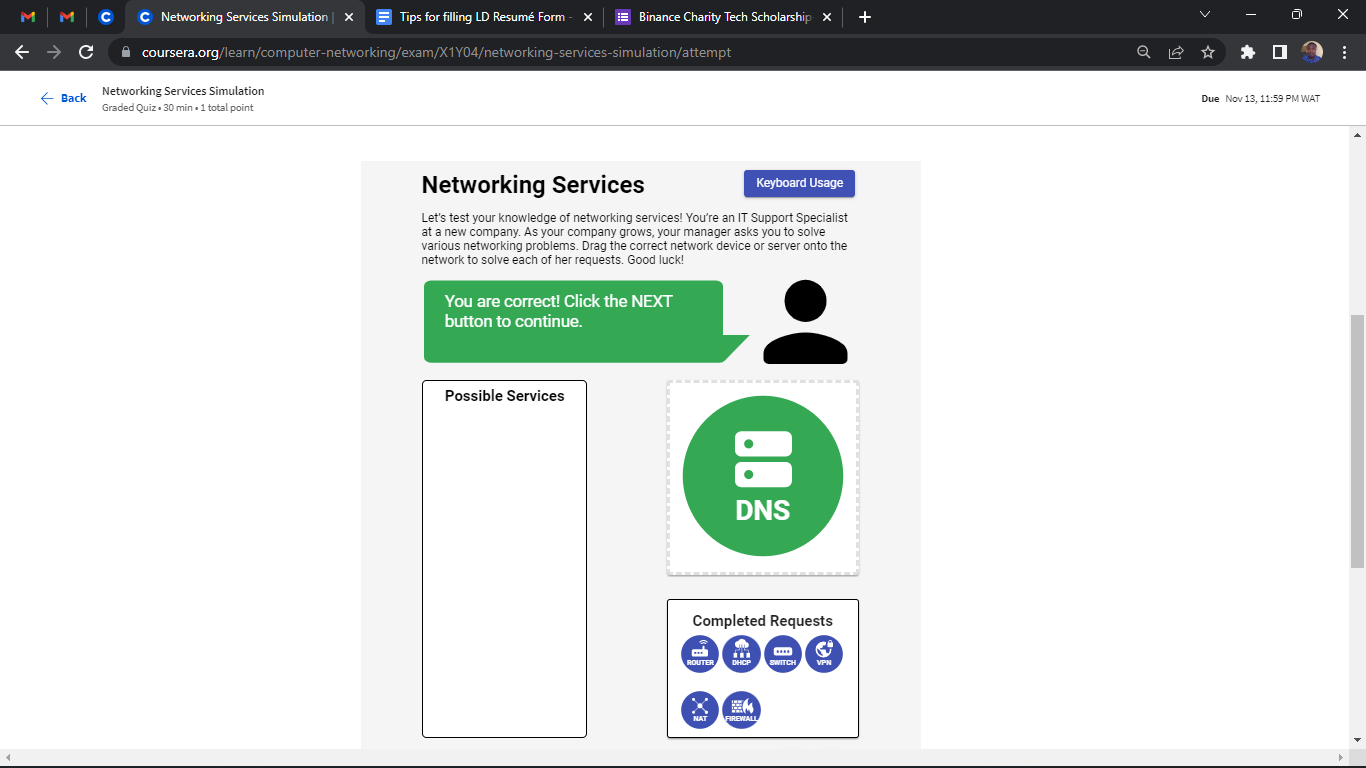 Networking Services Simulation |
Tips for filling LD Resumé Form -
Binance Charity Tech Scholarship
coursera.org/learn/computer-networking/exam/X1Y04/networking-services-simulation/attempt
Back
Networking Services Simulation
Graded Quiz • 30 min • 1 total point
Due Nov 13, 11:59 PM WAT
Networking Services
Keyboard Usage
Let's test your knowledge of networking services! You're an IT Support Specialist
at a new company. As your company grows, your manager asks you to solve
various networking problems. Drag the correct network device or server onto the
network to solve each of her requests. Good luck!
You are correct! Click the NEXT
button to continue.
Possible Services
DNS
Completed Requests
ROUTER
DHCP
SWITCH
VPN
NAT
FIREWALL